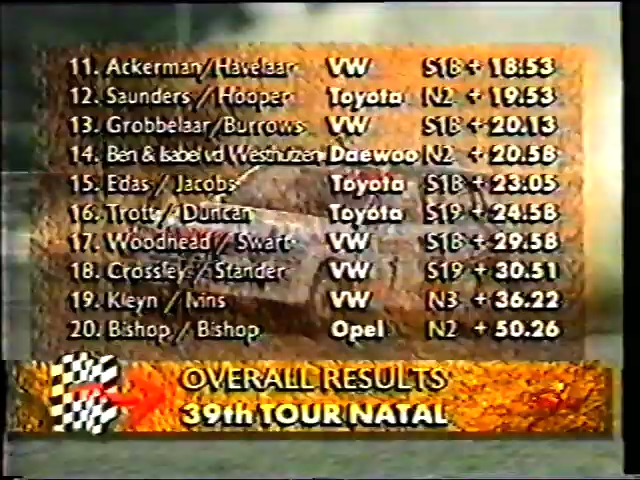 11. Ackerman/Havelaar VW S18 + 18:53
12. Saunders / Hooper Toyota N2 + 19.53
13. Grobbelaar/Burrows VW S18 + 20.13
14. Ben & Isabel vd Westhuizen Daewoo N2 + 20.58
15. Edas / Jacobs Toyota S18 + 23:05
16. Trott / Duncan Toyota S19 + 24:58
17. Woodhead / Swart VW S18 + 29.58
18. Crossley / Stander VW S19 + 30.51
19. Kleyn / Ivins VW N3 + 36.22
20. Bishop / Bishop Opel N2 + 50.26
OVERALL RESULTS
39th TOUR NATAL